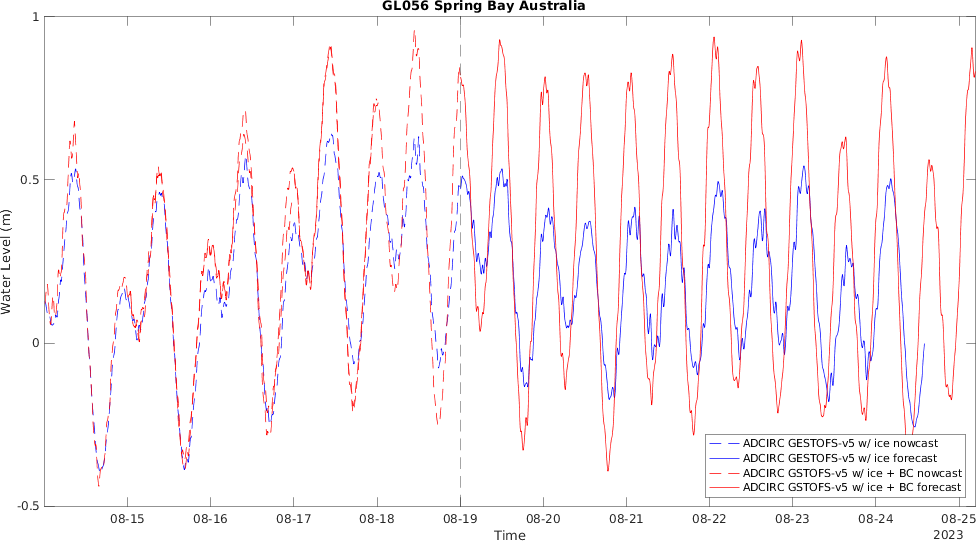 GL056 Spring Bay Australia
1
0.5
0
-0.5
Water Level (m)
08-15 08-16 08-17 08-18 08-19 08-20 08-21 08-22 08-23 08-24 08-25
2023
Time
ADCIRC GESTOFS-v5 w/ ice nowcast
ADCIRC GESTOFS-v5 w/ ice forecast
ADCIRC GSTOFS-v5 w/ ice + BC nowcast
ADCIRC GSTOFS-v5 w/ ice + BC forecast